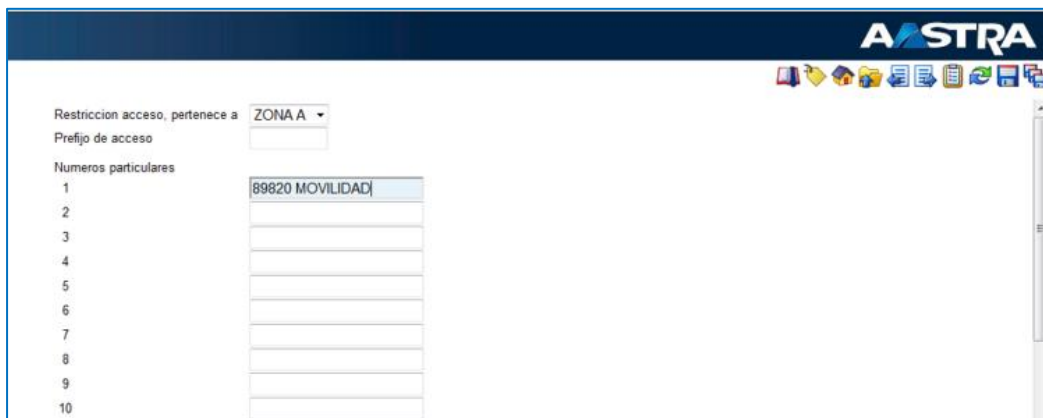 AASTRA
Restriccion acceso, pertenece a ZONA A
Prefijo de acceso
Numeros particulares
1 89820 MOVILIDAD
2
3
4
5
6
7
8
9
10